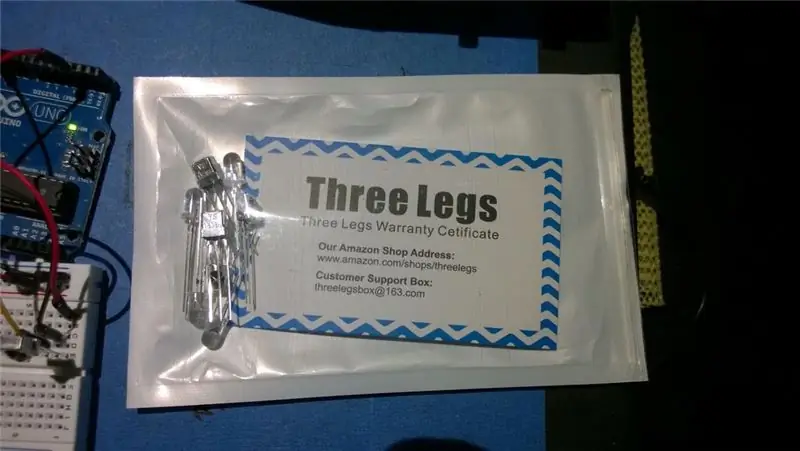 Three Legs
Three Legs Warranty Cetificate
Our Amazon Shop Address:
www.amazon.com/shops/threelegs
Customer Support Box:
threelegsbox@163.com
UNO
DIGITAL